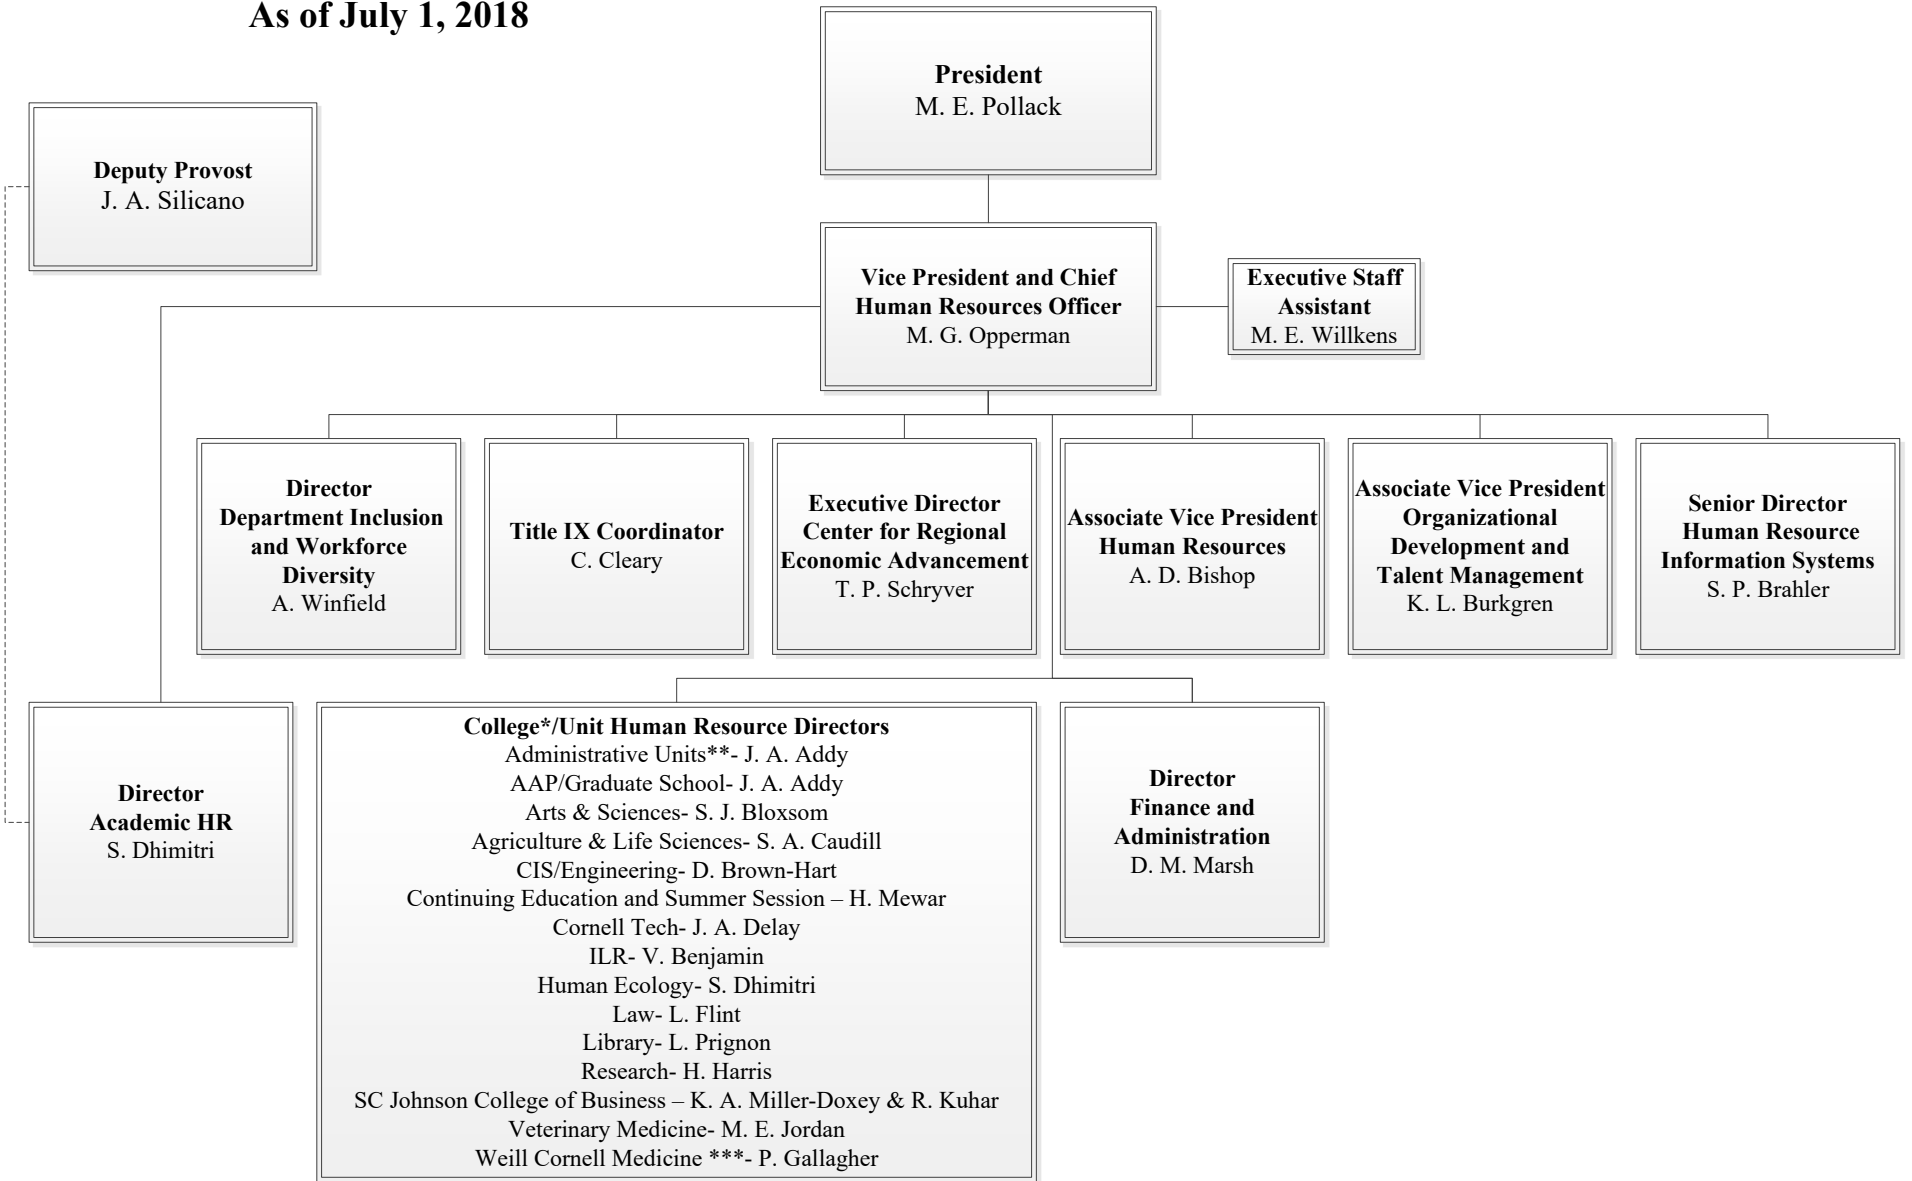 As of July 1, 2018
President
M. E. Pollack
Deputy Provost
J. A. Silicano
Vice President and Chief
Human Resources Officer
M. G. Opperman
Executive Staff
Assistant
M. E. Willkens
Director
Department Inclusion
and Workforce
Diversity
A. Winfield
Title IX Coordinator
C. Cleary
Executive Director
Center for Regional
Economic Advancement
T. P. Schryver
Associate Vice President
Human Resources
A. D. Bishop
Associate Vice President
Organizational
Development and
Talent Management
K. L. Burkgren
Senior Director
Human Resource
Information Systems
S. P. Brahler
Director
Academic HR
S. Dhimitri
College*/Unit Human Resource Directors
Administrative Units**- J. A. Addy
AAP/Graduate School- J. A. Addy
Arts & Sciences- S. J. Bloxsom
Agriculture & Life Sciences- S. A. Caudill
CIS/Engineering- D. Brown-Hart
Continuing Education and Summer Session – H. Mewar
Cornell Tech- J. A. Delay
ILR- V. Benjamin
Human Ecology- S. Dhimitri
Law- L. Flint
Library- L. Prignon
Research- H. Harris
SC Johnson College of Business – K. A. Miller-Doxey & R. Kuhar
Veterinary Medicine- M. E. Jordan
Weill Cornell Medicine ***- P. Gallagher
Director
Finance and
Administration
D. M. Marsh